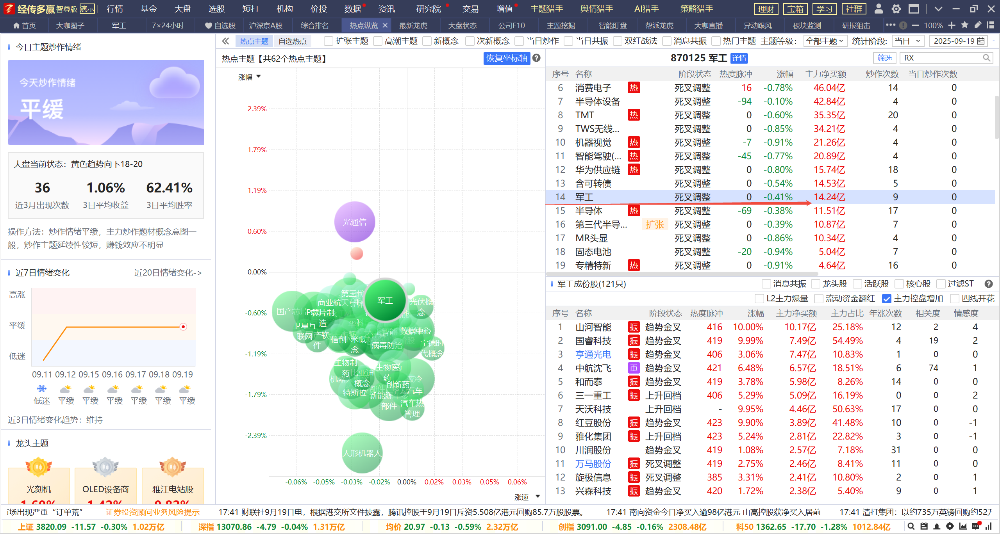 经传多赢 智尊版 演示 行情 基金 大盘 选股 短打 机构 价投 数据 资讯 研究院 交易 增值 主题猎手 舆情猎手 AI猎手 策略猎手 理财 宝箱 学习 社群
首页 大咖圈子 军工 7×24小时 自选股 沪深京A股 综合排名 热点纵览 最新龙虎 大盘状态 公司F10 主题挖掘 智能盯盘 帮派龙虎 大咖直播 异动跟风 板块监测 研报狙击 100%
今日主题炒作情绪
今天炒作情绪
平缓
大盘当前状态：黄色趋势向下18-20
36 1.06% 62.41%
近3月出现次数 3日平均收益 3日平均胜率
操作方法：炒作情绪平缓，主力炒作题材概念意图一
般，炒作主题延续性较短，赚钱效应不明显
近7日情绪变化 近20日情绪变化->
高涨
平缓
低迷
09.11 09.12 09.15 09.16 09.17 09.18 09.19
低迷 平缓 平缓 平缓 平缓 平缓 平缓
近3日情绪变化趋势：维持
龙头主题
光刻机 OLED设备商 雅江电站股
1.69% 1.42% 0.82%
热点主题 自选热点 扩张主题 高潮主题 新概念 次新概念 当日炒作 当日共振 双红战法 消息共振 热门主题 主题等级： 全部主题 统计阶段: 当日 2025-09-19
热点主题【共62个热点主题】 恢复坐标轴
涨幅
2.39%
1.79%
1.19%
0.60%
0.00%
-0.60%
-1.19%
-1.79%
-2.39%
光通信
军工
第三代
商业航
光伏概
念
国产芯片
芯片制
造
卫星互
联网
国产软
件
信创
米概
念
人工智能
数据中心
病毒防治
宁德时
代概念
生物制
药
生物医药
比亚迪
概念
机器
创新药
特斯拉
新能源
部件
汽车
汽车热
管理
人形机器人
-0.06% -0.05% -0.03% -0.02% 0.00% 0.02% 0.03% 0.05% 0.06%
涨速
870125 军工 详情 筛选 RX
序号 名称 阶段状态 热度脉冲 涨幅 主力净买额 炒作次数 当日炒作次数
6 消费电子 热 死叉调整 16 -0.78% 46.04亿 14 0
7 半导体设备 死叉调整 -94 -0.10% 42.84亿 4 0
8 TMT 热 死叉调整 0 -0.60% 35.35亿 20 0
9 TWS无线... 死叉调整 0 -0.85% 34.21亿 4 0
10 机器视觉 热 死叉调整 -7 -0.91% 21.26亿 4 0
11 智能驾驶(... 热 死叉调整 -45 -0.77% 20.89亿 4 0
12 华为供应链 热 死叉调整 0 -0.80% 15.74亿 18 0
13 含可转债 死叉调整 0 -0.54% 14.53亿 5 0
14 军工 死叉调整 0 -0.41% 14.24亿 9 0
15 半导体 热 死叉调整 -69 -0.38% 11.51亿 17 0
16 第三代半导... 扩张 死叉调整 0 -0.39% 10.87亿 7 0
17 MR头显 死叉调整 0 -0.86% 10.34亿 4 0
18 固态电池 死叉调整 -20 -0.94% 5.04亿 7 0
19 专精特新 热 死叉调整 0 -0.91% 4.64亿 16 0
军工成份股(121只) 消息共振 龙头股 活跃股 核心股 过滤ST
L2主力爆量 流动资金翻红 主力控盘增加 四线开花
序号 名称 阶段状态 热度脉冲 涨幅 主力净买额 主力占比 年涨次数 相关度 情感度
1 山河智能 振 趋势金叉 416 10.00% 10.17亿 25.18% 12 2 4
2 国睿科技 振 趋势金叉 419 9.99% 7.49亿 54.49% 4 19 2
3 亨通光电 振 趋势金叉 406 3.06% 7.47亿 10.83% 1 0 0
4 中航沈飞 重 趋势金叉 421 6.48% 6.57亿 18.51% 6 74 1
5 和而泰 振 趋势金叉 419 3.78% 5.98亿 8.26% 14 0 0
6 三一重工 振 上升回档 406 5.29% 5.09亿 16.19% 0 0 2
7 天沃科技 上升回档 - 9.95% 4.46亿 50.63% 17 0 0
8 红豆股份 振 趋势金叉 423 9.90% 3.89亿 41.48% 10 0 -1
9 雅化集团 振 上升回档 423 5.24% 2.81亿 22.82% 3 0 -1
10 川润股份 趋势金叉 419 1.08% 2.57亿 7.18% 31 0 0
11 万马股份 振 死叉调整 419 2.75% 2.46亿 8.41% 11 0 0
12 旋极信息 振 死叉调整 385 3.31% 2.41亿 10.80% 2 0 1
13 兴森科技 振 趋势金叉 420 1.72% 2.38亿 5.40% 9 0 1
市场出现严重“订单荒” 证券投资顾问业务风险提示 17:41 财联社9月19日电，根据港交所文件披露，腾讯控股于9月19日斥资5.508亿港元回购85.7万股股票。 17:41 南向资金今日净买入逾98亿港元 山高控股获净买入居前 17:41 渣打集团：以约735万英镑回购约52万
上证 3820.09 -11.57 -0.30% 1.02万亿 深指 13070.86 -4.79 -0.04% 1.31万亿 均价 20.97 -0.13 -0.59% 2.32万亿 创指 3091.00 -4.85 -0.16% 2308.48亿 科50 1362.65 -17.70 -1.28% 1012.84亿